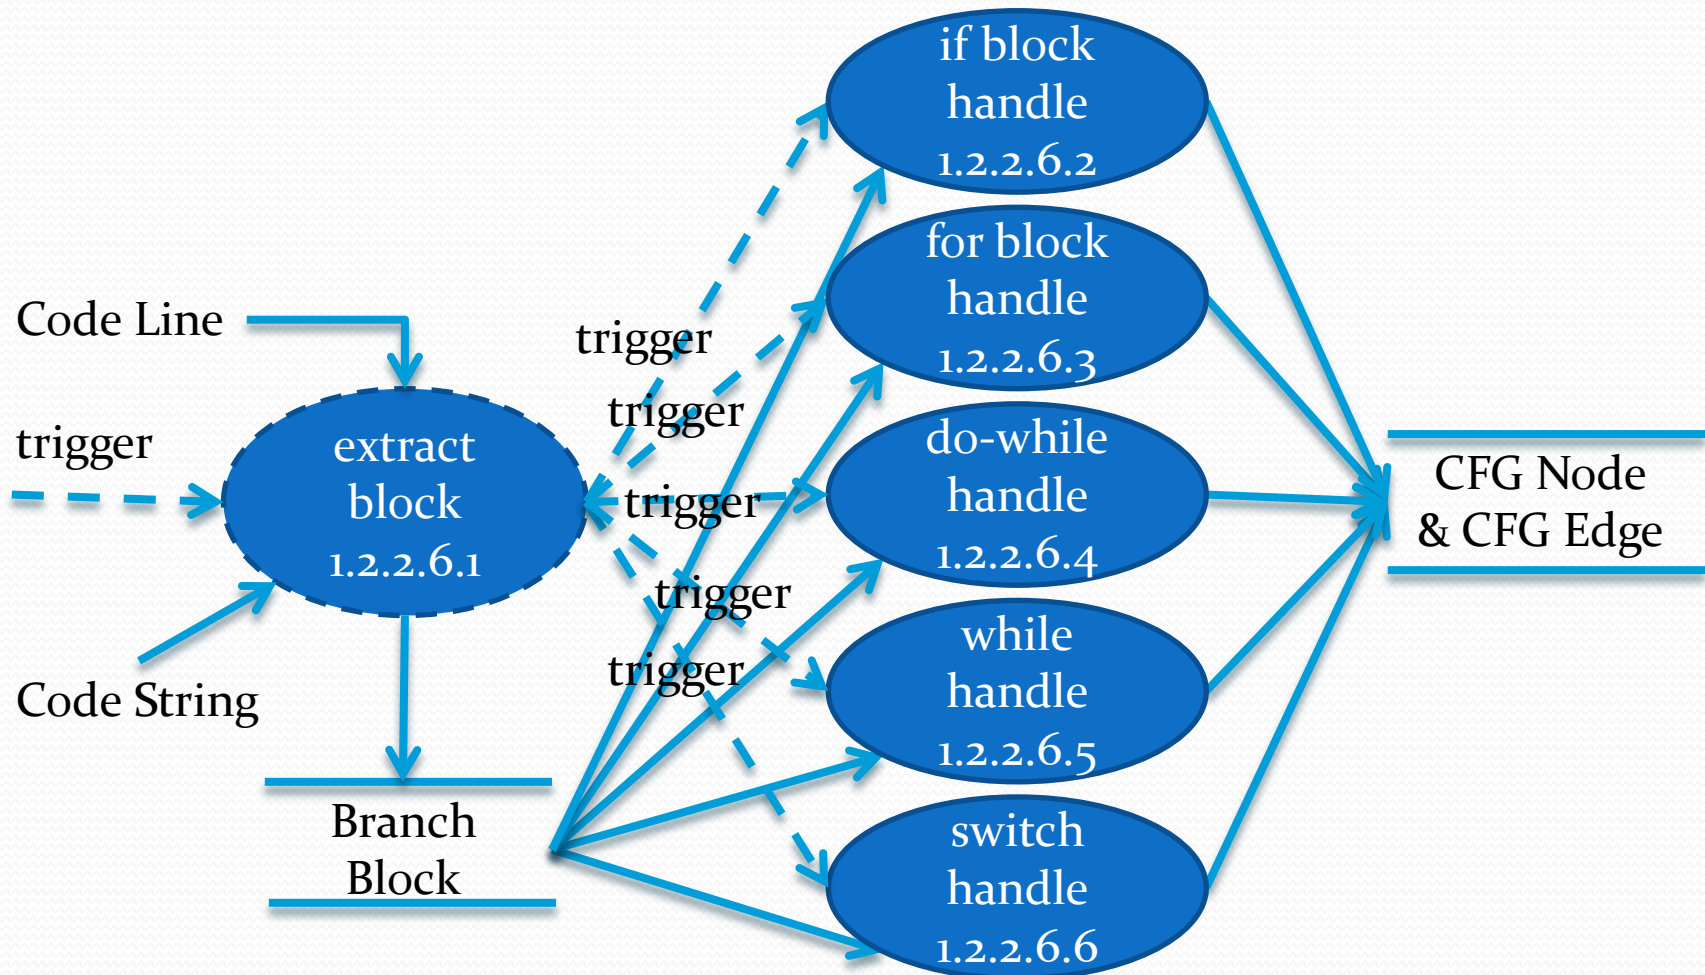 if block
handle
1.2.2.6.2
for block
handle
1.2.2.6.3
Code Line
trigger
trigger
trigger
extract
block
1.2.2.6.1
trigger
do-while
handle
1.2.2.6.4
CFG Node
& CFG Edge
trigger
trigger
Code String
while
handle
1.2.2.6.5
Branch
Block
switch
handle
1.2.2.6.6